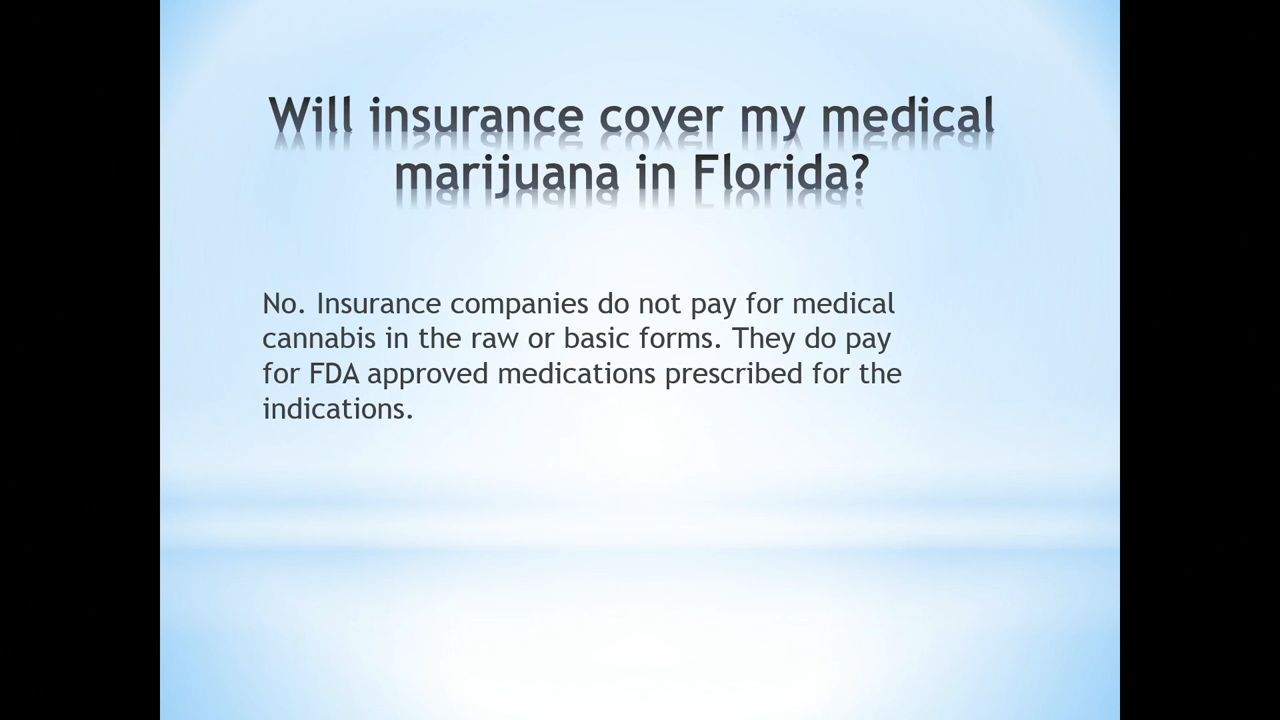 Will insurance cover my medical
marijuana in Florida?
No. Insurance companies do not pay for medical
cannabis in the raw or basic forms. They do pay
for FDA approved medications prescribed for the
indications.